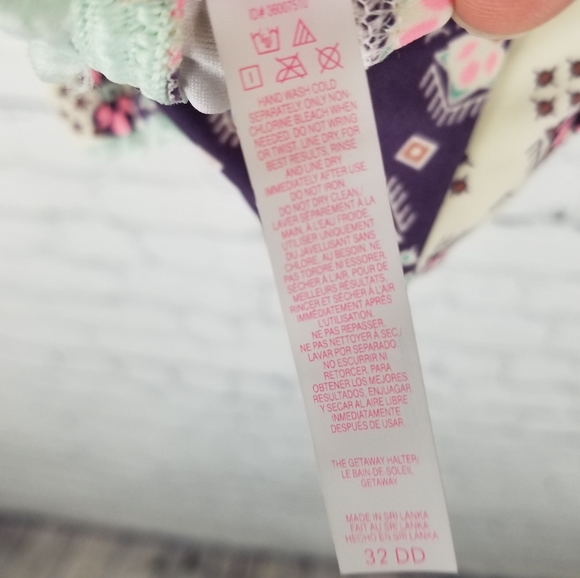 ID# 3600751
HAND WASH COLD
SEPARATELY. ONLY NON-
CHLORINE BLEACH WHEN
NEEDED. DO NOT WRING
OR TWIST. LINE DRY. FOR
BEST RESULTS, RINSE
AND LINE DRY
IMMEDIATELY AFTER USE.
DO NOT IRON.
DO NOT DRY CLEAN./
LAVER SÉPARÉMENT À LA
MAIN, À L'EAU FROIDE.
UTILISER UNIQUEMENT
DU JAVELLISANT SANS
CHLORE, AU BESOIN. NE
PAS TORDRE NI ESSORER.
SÉCHER À L'AIR. POUR DE
MEILLEURS RÉSULTATS,
RINCER ET SÉCHER À L'AIR
IMMÉDIATEMENT APRÈS
L'UTILISATION.
NE PAS REPASSER.
NE PAS NETTOYER À SEC./
LAVAR POR SEPARADO.
NO ESCURRIR NI
RETORCER. PARA
OBTENER LOS MEJORES
RESULTADOS, ENJUAGAR
Y SECAR AL AIRE LIBRE
INMEDIATAMENTE
DESPUÉS DE USAR.
THE GETAWAY HALTER/
LE BAIN-DE-SOLEIL
GETAWAY
MADE IN SRI LANKA
FAIT AU SRI LANKA
HECHO EN SRI LANKA
32 DD